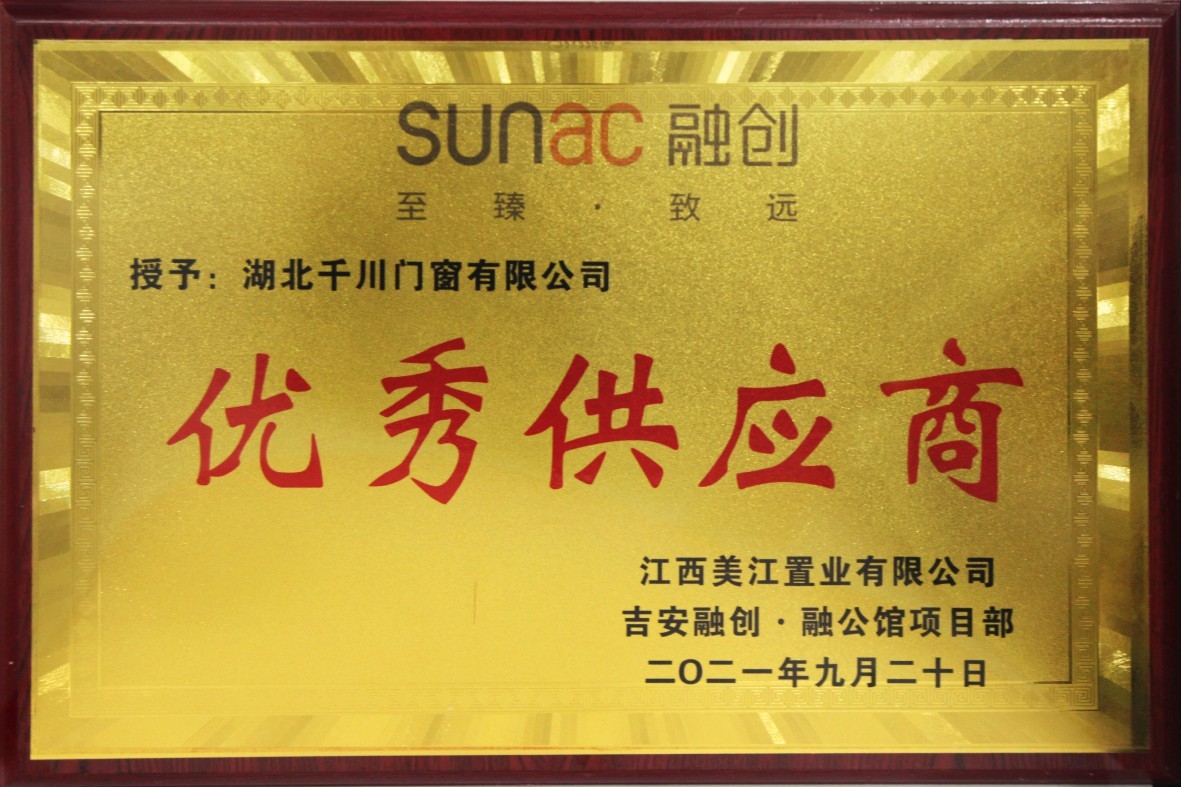 sunac 融创
至臻·致远
授予：湖北千川门窗有限公司
优秀供应商
江西美江置业有限公司
吉安融创·融公馆项目部
二〇二一年九月二十日